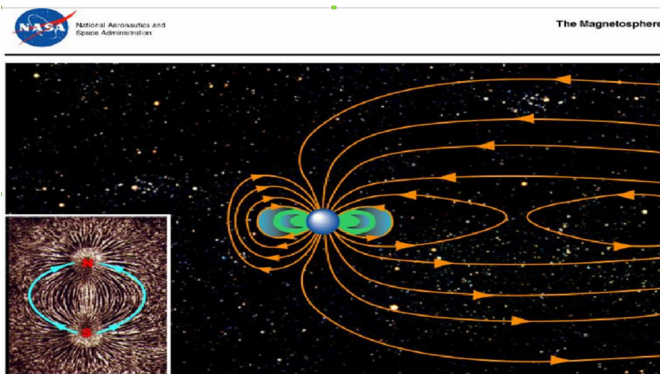 NASA
National Aeronautics and
Space Administration
The Magnetosphere
N
S